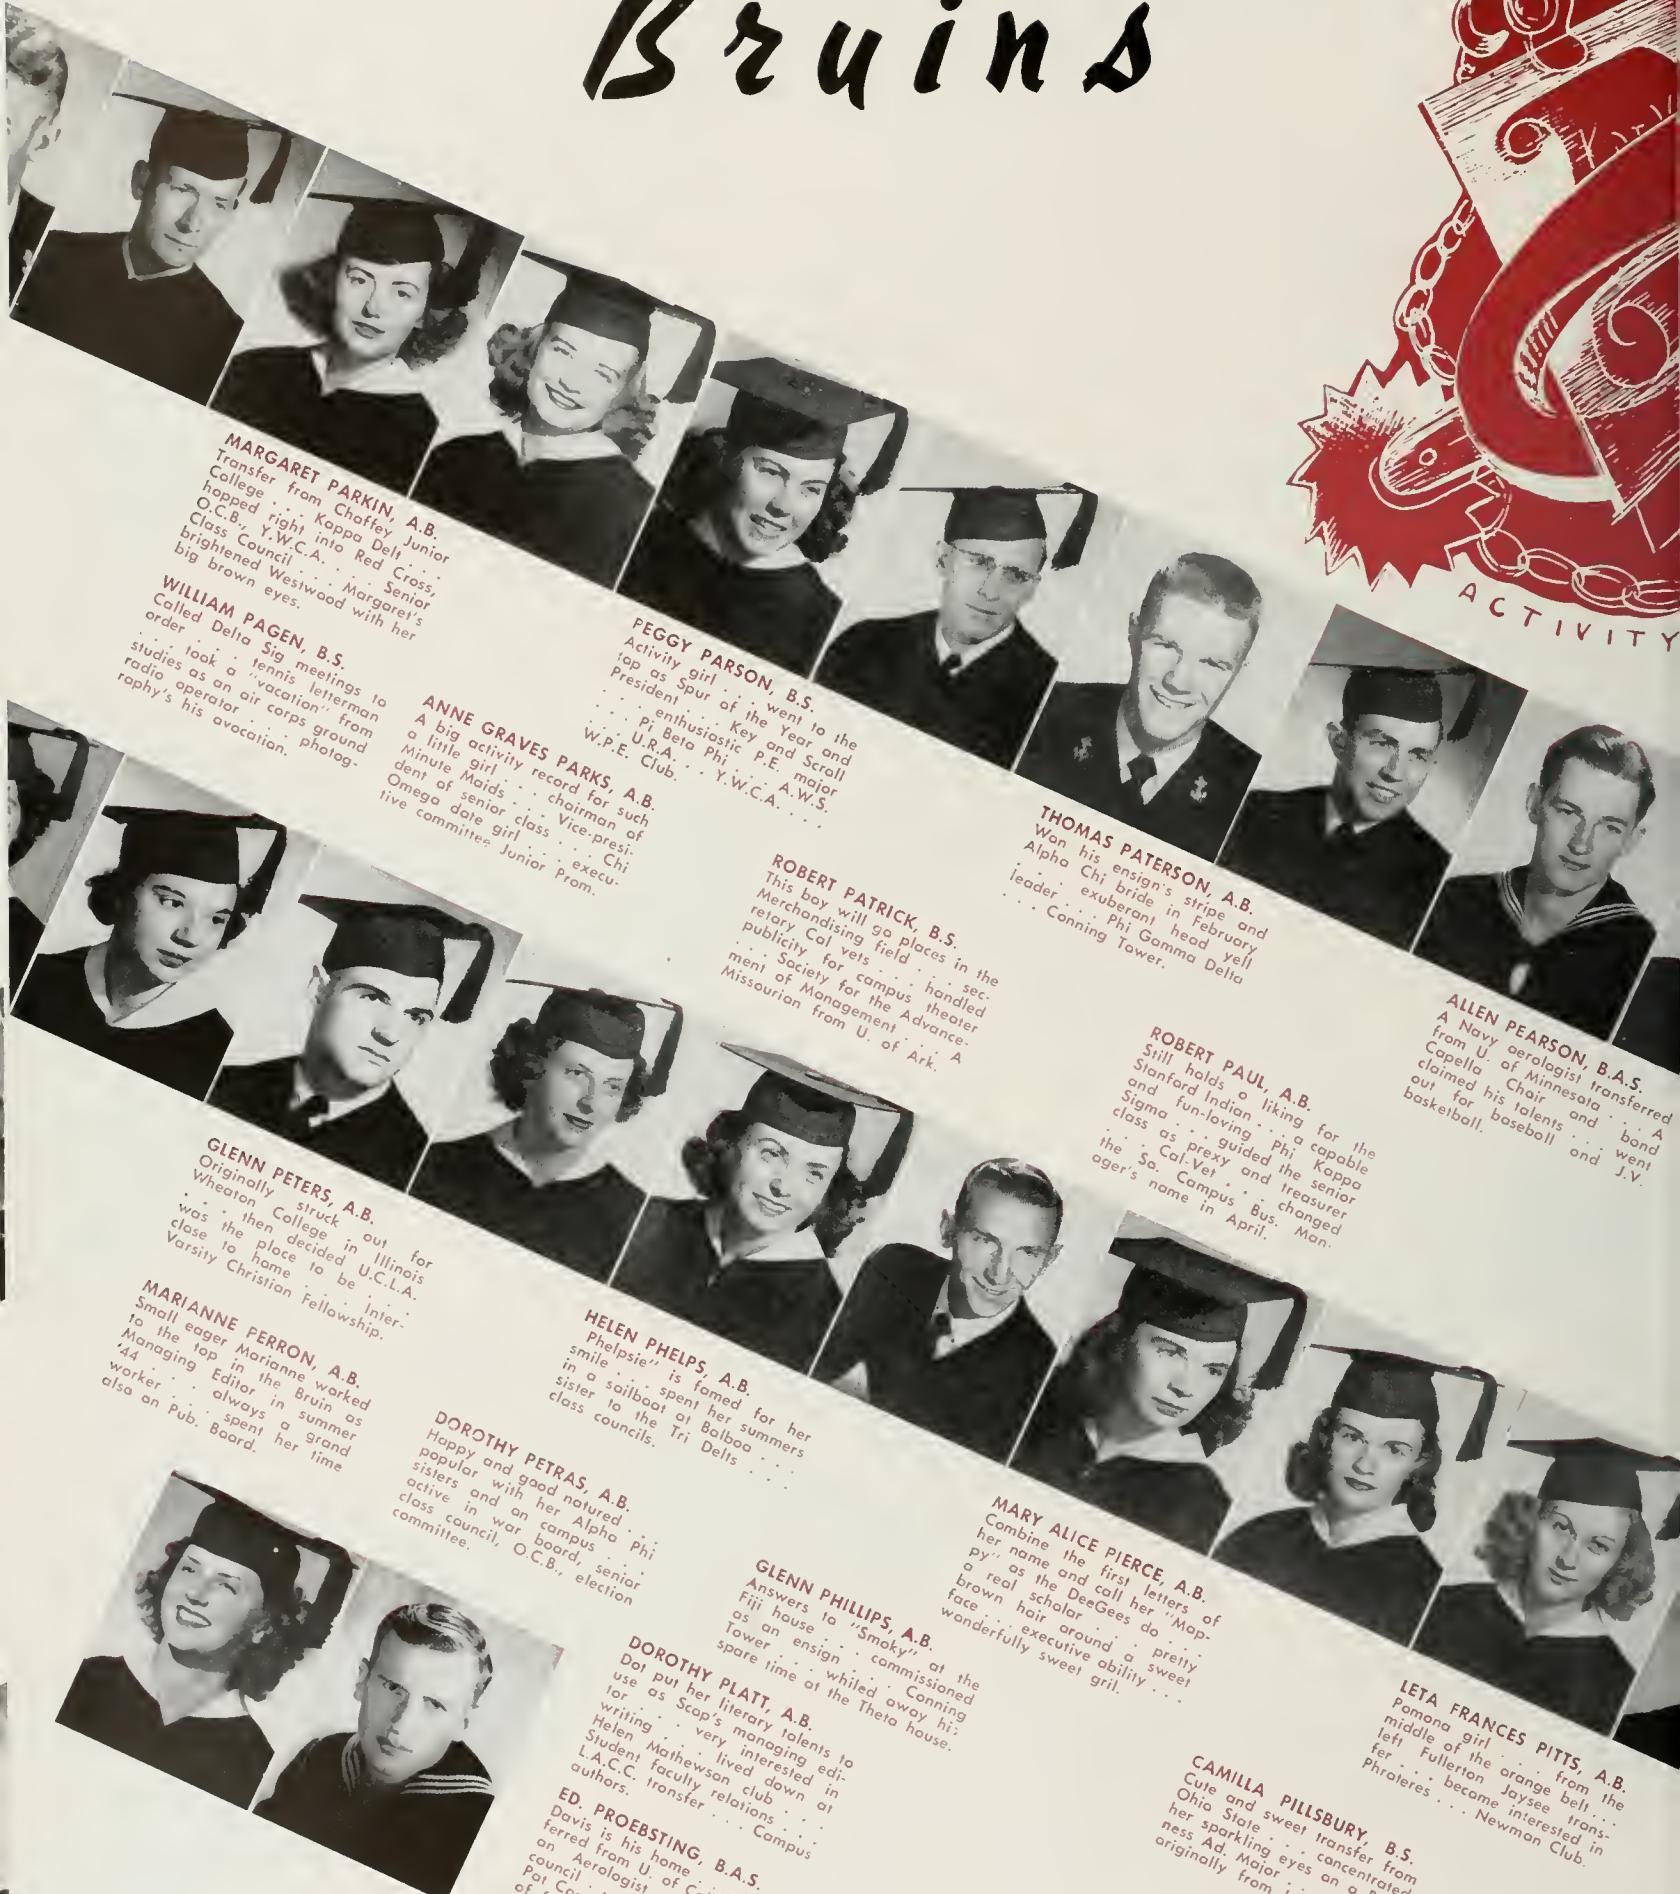 Bruins
ACTIVITY
MARGARET PARKIN, A.B.
Transfer from Chaffey Junior
College . . . Kappa Delt . . .
hopped right into Red Cross,
O.C.B., Y.W.C.A. . . . Senior
Class Council . . . Margaret's
brightened Westwood with her
big brown eyes.
WILLIAM PAGEN, B.S.
Called Delta Sig meetings to
order . . . tennis letterman
. . . took a "vacation" from
studies as an air corps ground
radio operator . . . photog-
raphy's his avocation.
ANNE GRAVES PARKS, A.B.
A big activity record for such
a little girl . . . chairman of
Minute Maids . . . Vice-presi-
dent of senior class . . . Chi
Omega date girl . . . execu-
tive committee Junior Prom.
PEGGY PARSON, B.S.
Activity girl . . . went to the
top as Spur of the Year and
President . . . Key and Scroll
. . . enthusiastic P.E. major
. . . Pi Beta Phi . . . A.W.S.
. . . U.R.A. . . . Y.W.C.A. . . .
W.P.E. Club.
ROBERT PATRICK, B.S.
This boy will go places in the
Merchandising field . . . sec-
retary Cal vets . . . handled
publicity for campus theater
. . . Society for the Advance-
ment of Management . . . A
Missourian from U. of Ark.
THOMAS PATERSON, A.B.
Won his ensign's stripe and
Alpha Chi bride in February
. . . exuberant head yell
leader . . . Phi Gamma Delta
. . . Conning Tower.
ROBERT PAUL, A.B.
Still holds a liking for the
Stanford Indian . . . a capable
and fun-loving Phi Kappa
Sigma . . . guided the senior
class as prexy and treasurer
. . . Cal-Vet . . . changed
the So. Campus Bus. Man-
ager's name in April.
ALLEN PEARSON, B.A.S.
A Navy aerologist transferred
from U. of Minnesota . . . A
Capella Choir and bond
claimed his talents . . . went
out for baseball and J.V.
basketball.
GLENN PETERS, A.B.
Originally struck out for
Wheaton College in Illinois
. . . then decided U.C.L.A.
was the place to be . . .
close to home . . . Inter-
Varsity Christian Fellowship.
MARIANNE PERRON, A.B.
Small eager Marianne worked
to the top in the Bruin as
Managing Editor in summer
'44 . . . always a grand
worker . . . spent her time
also on Pub. Board.
DOROTHY PETRAS, A.B.
Happy and good natured . . .
popular with her Alpha Phi
sisters and on campus . . .
active in war board, senior
class council, O.C.B., election
committee.
HELEN PHELPS, A.B.
Phelpsie" is famed for her
smile . . . spent her summers
in a sailboat at Balboa . . .
sister to the Tri Delts . . .
class councils.
GLENN PHILLIPS, A.B.
Answers to "Smoky" at the
Fiji house . . . commissioned
as an ensign . . . Conning
Tower . . . whiled away his
spare time at the Theta house.
MARY ALICE PIERCE, A.B.
Combine the first letters of
her name and call her "Map-
py" as the DeeGees do . . .
a real scholar . . . pretty
brown hair around a sweet
face . . . executive ability . . .
wonderfully sweet gril.
LETA FRANCES PITTS, A.B.
Pomona girl . . . from the
middle of the orange belt . . .
left Fullerton Jaysee trans-
fer . . . become interested in
Phrateres . . . Newman Club.
DOROTHY PLATT, A.B.
Dot put her literary talents to
use as Scop's managing edi-
tor . . . very interested in
writing . . . lived down at
Helen Mathewson club . . .
Student faculty relations . . .
L.A.C.C. transfer . . . Campus
authors.
CAMILLA PILLSBURY, B.S.
Cute and sweet transfer from
Ohio State . . . concentrated
her sparkling eyes on a
ness Ad. Major . . .
originally from
ED. PROEBSTING, B.A.S.
Davis is his home . . .
ferred from U. of
an Aerologist
council . . .